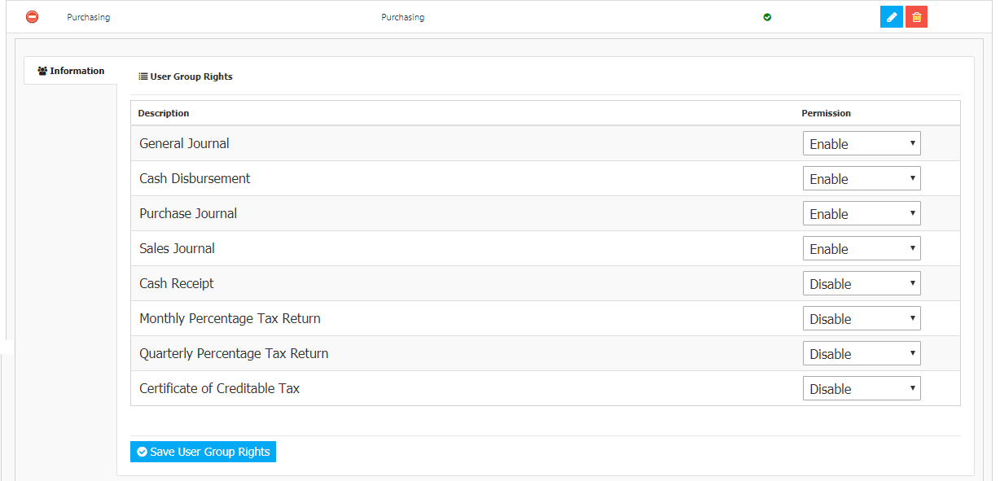 Purchasing Purchasing
Information
User Group Rights
Description Permission
General Journal Enable
Cash Disbursement Enable
Purchase Journal Enable
Sales Journal Enable
Cash Receipt Disable
Monthly Percentage Tax Return Disable
Quarterly Percentage Tax Return Disable
Certificate of Creditable Tax Disable
Save User Group Rights